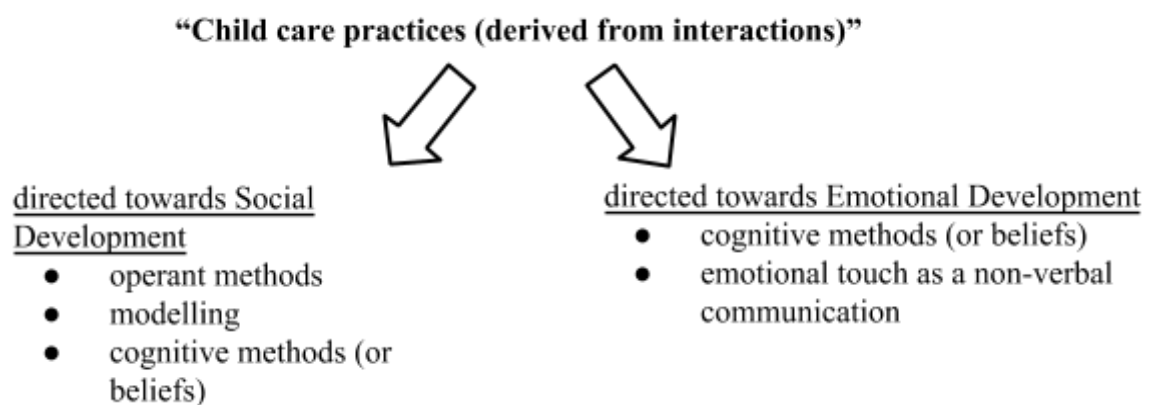 “Child care practices (derived from interactions)”
directed towards Social
Development
● operant methods
● modelling
● cognitive methods (or
beliefs)
directed towards Emotional Development
● cognitive methods (or beliefs)
● emotional touch as a non-verbal
communication